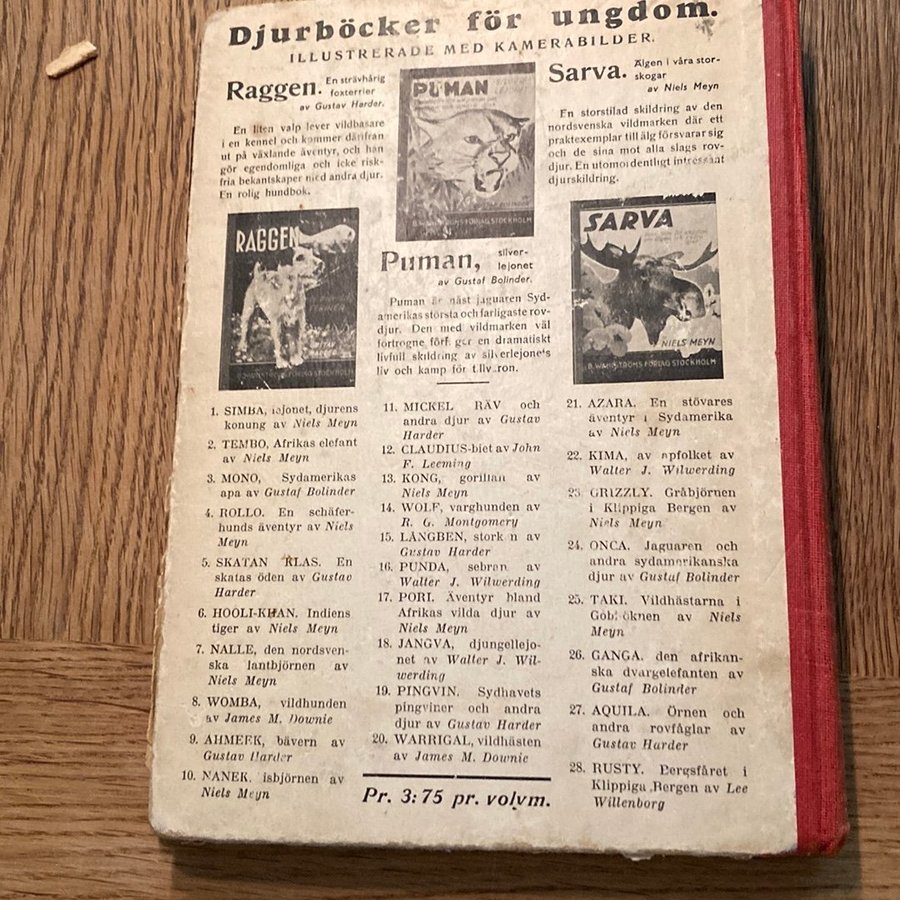 Djurböcker för ungdom.
ILLUSTRERADE MED KAMERABILDER.
Raggen. En strävhårig
foxterrier
av Gustav Harder.
En liten valp lever vildbasare
i en kennel och kommer därifrån
ut på växlande äventyr, och han
gör egendomliga och icke risk-
fria bekantskaper med andra djur.
En rolig hundbok.
RAGGEN
PUMAN
B. WAHLSTRÖMS FÖRLAG STOCKHOLM
Puman, silver-
lejonet
av Gustaf Bolinder.
Puman är näst jaguaren Syd-
amerikas största och farligaste rov-
djur. Den med vildmarken väl
förtrogne förf. ger en dramatiskt
livfull skildring av silverlejonets
liv och kamp för tillvaron.
Sarva. Älgen i våra stor-
skogar
av Niels Meyn
En storstilad skildring av den
nordsvenska vildmarken där ett
praktexemplar till älg försvarar sig
och de sina mot alla slags rov-
djur. En utomordentligt intressant
djurskildring.
SARVA
NIELS MEYN
B. WAHLSTRÖMS FÖRLAG STOCKHOLM
1. SIMBA, lejonet, djurens
konung av Niels Meyn
2. TEMBO, Afrikas elefant
av Niels Meyn
3. MONO, Sydamerikas
apa av Gustaf Bolinder
4. ROLLO. En schäfer-
hunds äventyr av Niels
Meyn
5. SKATAN KLAS. En
skatas öden av Gustav
Harder
6. HOOLI-KHAN. Indiens
tiger av Niels Meyn
7. NALLE, den nordsven-
ska lantbjörnen av
Niels Meyn
8. WOMBA, vildhunden
av James M. Downie
9. AHMEEK, bävern av
Gustav Harder
10. NANEK, isbjörnen av
Niels Meyn
11. MICKEL RÄV och
andra djur av Gustav
Harder
12. CLAUDIUS-biet av John
F. Leeming
13. KONG, gorillan av
Niels Meyn
14. WOLF, varghunden av
R. G. Montgomery
15. LÅNGBEN, storken av
Gustav Harder
16. PUNDA, sebran av
Walter J. Wilwerding
17. PORI. Äventyr bland
Afrikas vilda djur av
Niels Meyn
18. JANGVA, djungellejo-
net av Walter J. Wil-
werding
19. PINGVIN. Sydhavets
pingviner och andra
djur av Gustav Harder
20. WARRIGAL, vildhästen
av James M. Downie
21. AZARA. En stövares
äventyr i Sydamerika
av Niels Meyn
22. KIMA, av apfolket av
Walter J. Wilwerding
23. GRIZZLY. Gråbjörnen
i Klippiga Bergen av
Niels Meyn
24. ONCA. Jaguaren och
andra sydamerikanska
djur av Gustaf Bolinder
25. TAKI. Vildhästarna i
Gobiöknen av Niels
Meyn
26. GANGA, den afrikan-
ska dvärgelefanten av
Gustaf Bolinder
27. AQUILA. Örnen och
andra rovfåglar av
Gustav Harder
28. RUSTY. Bergsfåret i
Klippiga Bergen av Lee
Willenborg
Pr. 3:75 pr. volym.